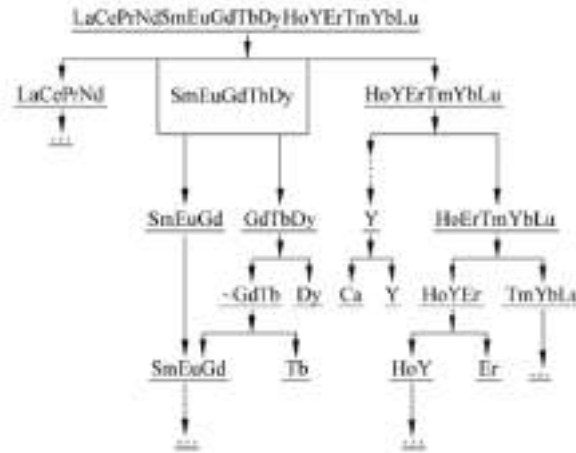 LaCePrNdSmEuGdTbDyHoYErTmYbLu
LaCePrNd SmEuGdTbDy HoYErTmYbLu
...
SmEuGd GdTbDy Y HoErTmYbLu
~GdTb Dy Ca Y HoYEr TmYbLu
SmEuGd Tb HoY Er ...
... ...